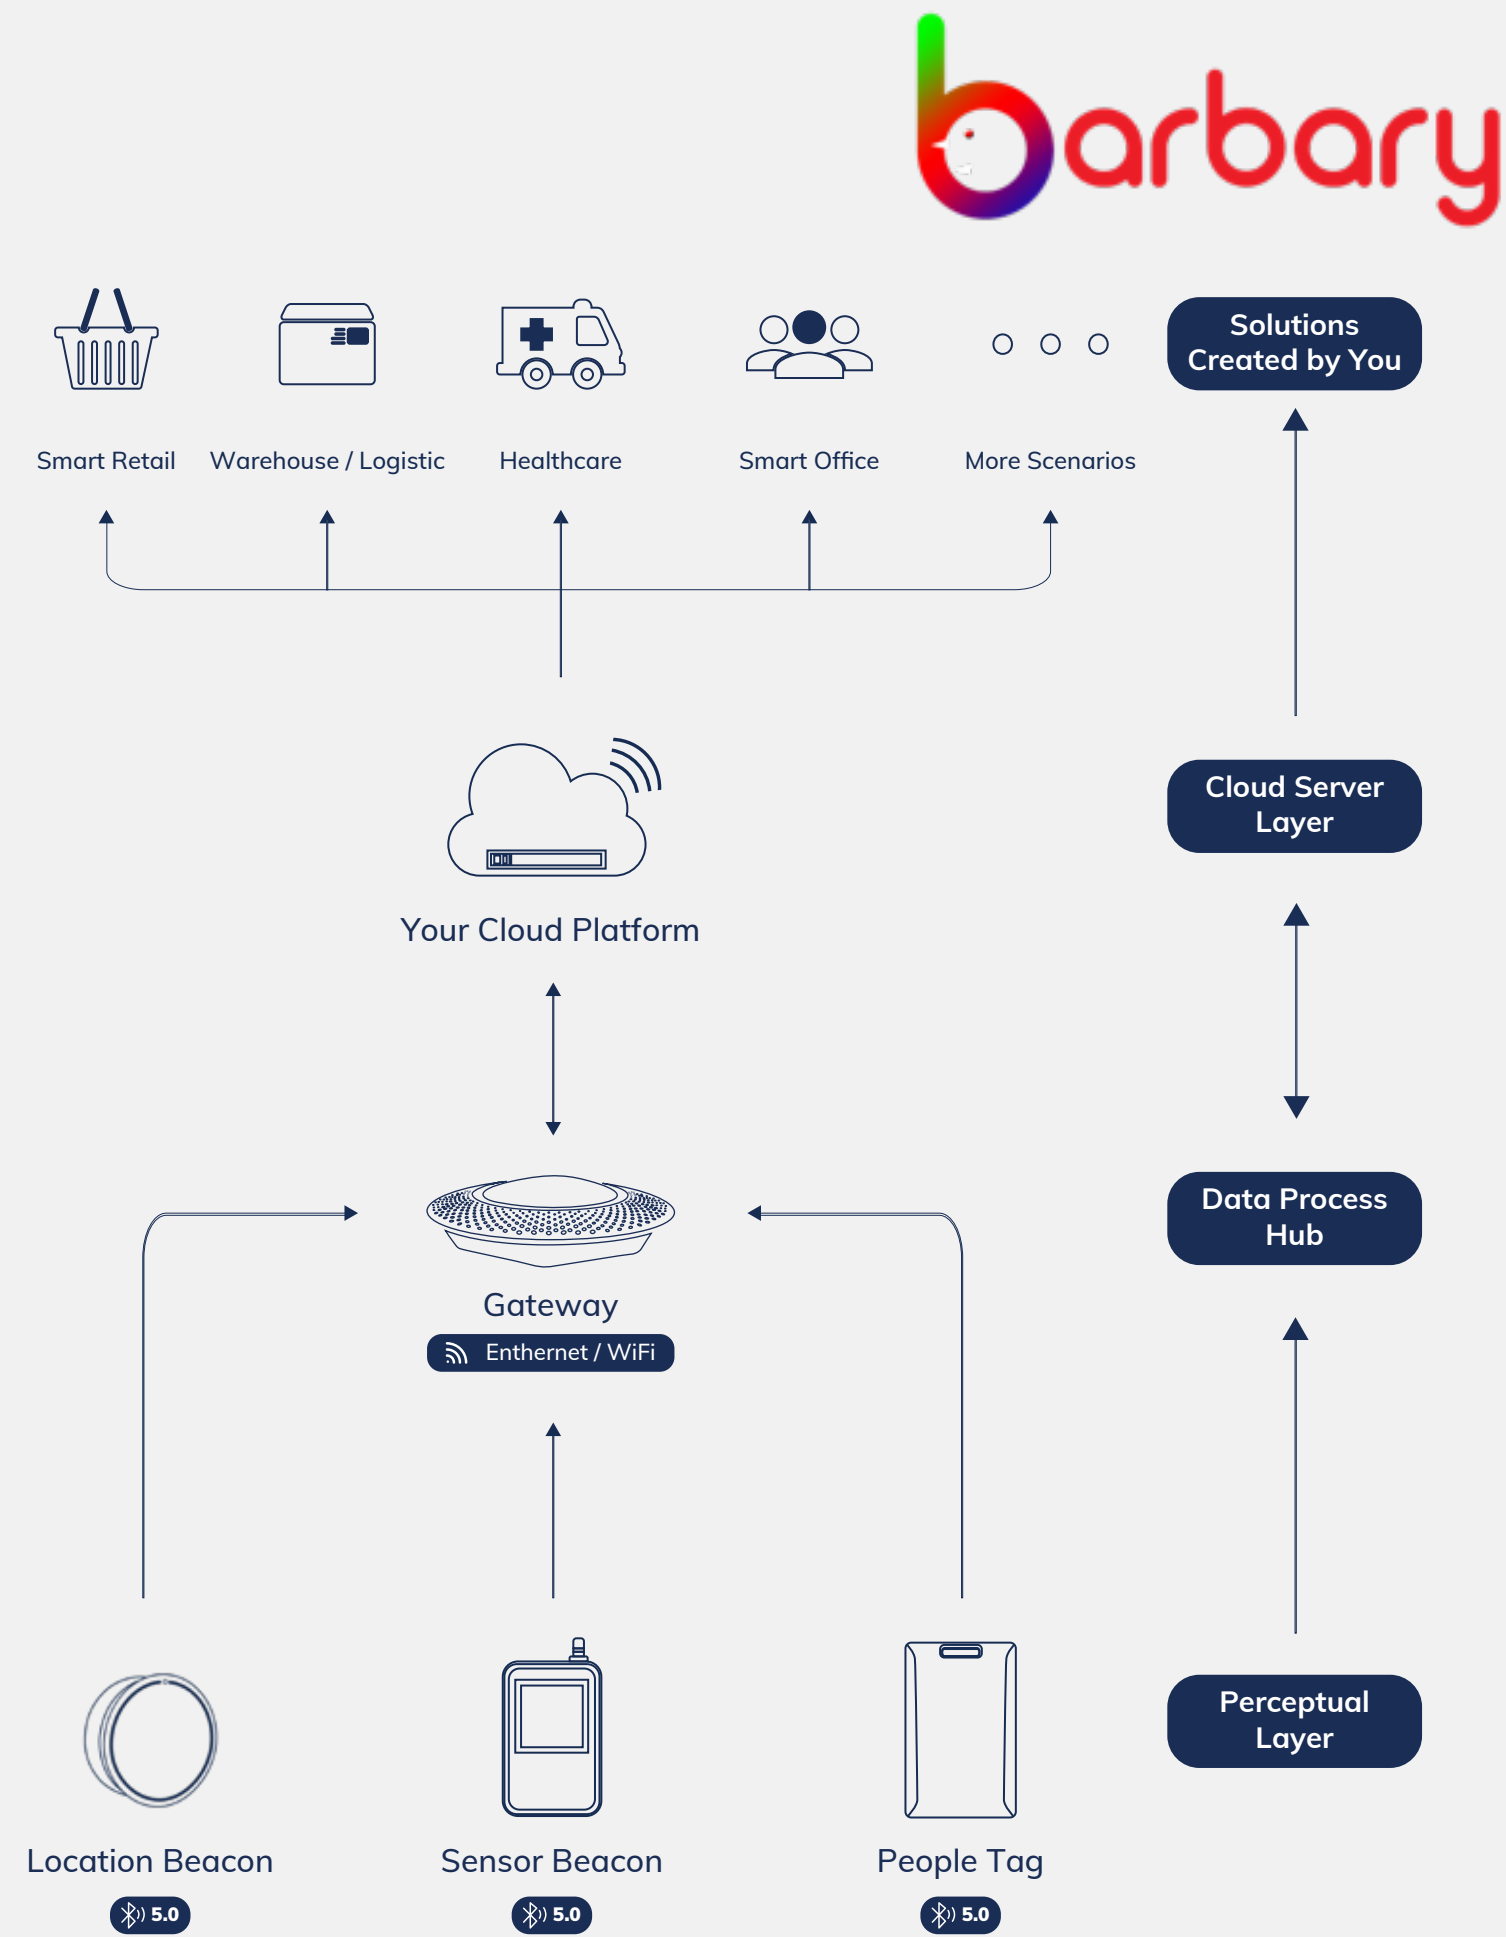 barbary
Smart Retail
Warehouse / Logistic
Healthcare
Smart Office
More Scenarios
Solutions
Created by You
Your Cloud Platform
Cloud Server
Layer
Gateway
Enthernet / WiFi
Data Process
Hub
Location Beacon
5.0
Sensor Beacon
5.0
People Tag
5.0
Perceptual
Layer